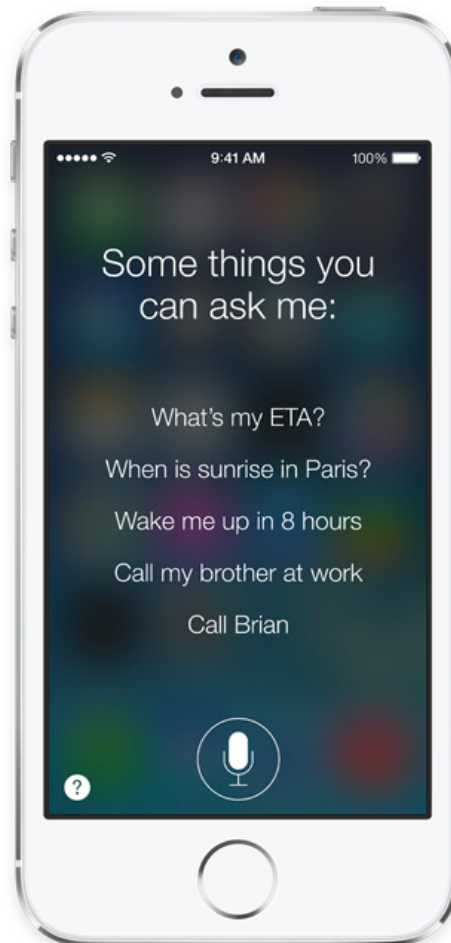 9:41 AM 100%
Some things you
can ask me:
What's my ETA?
When is sunrise in Paris?
Wake me up in 8 hours
Call my brother at work
Call Brian
?